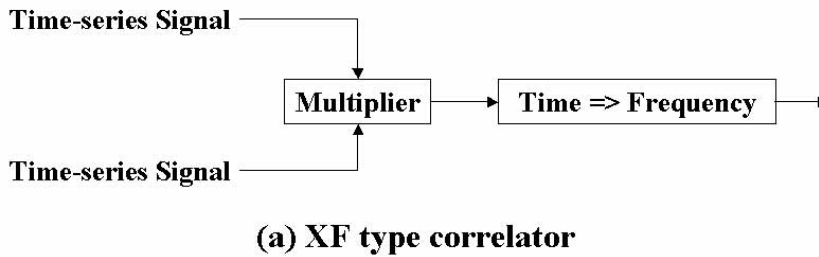 Time-series Signal
Multiplier
Time => Frequency
Time-series Signal
(a) XF type correlator